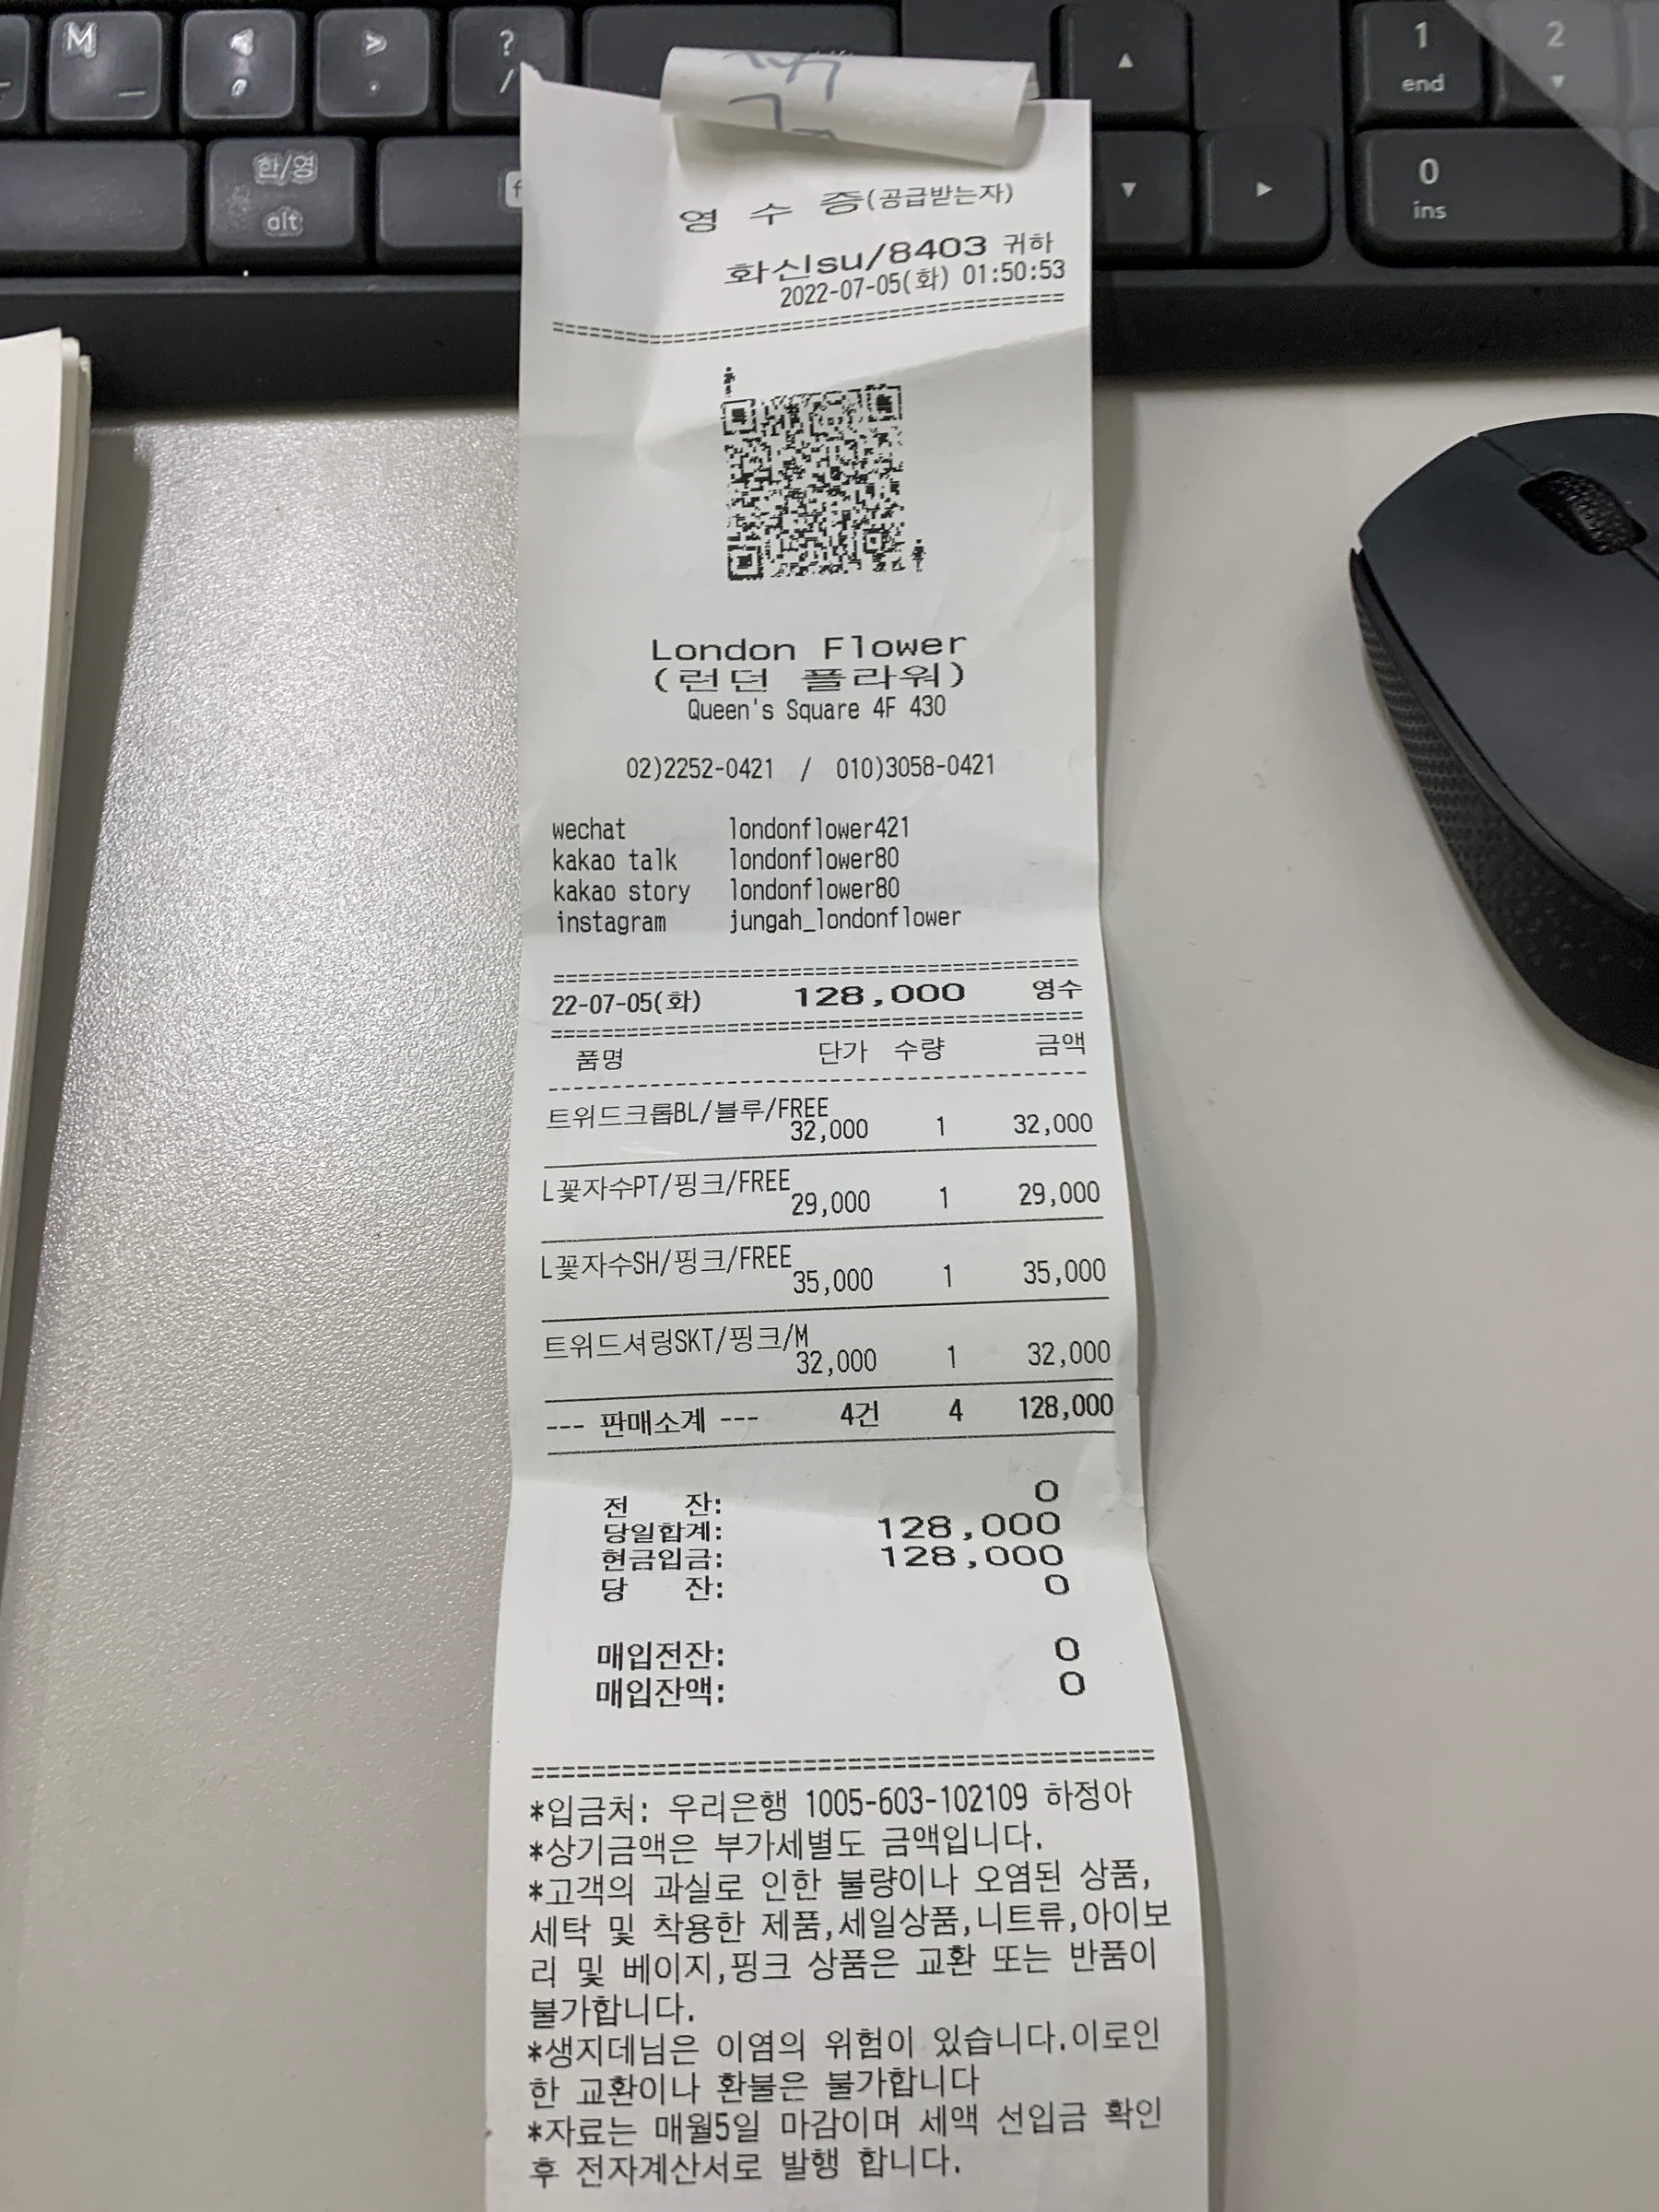 M
<
>
?
/
한/영
alt
1
end
2
0
ins
영 수 증(공급받는자)
화신su/8403 귀하
2022-07-05(화) 01:50:53
London Flower
(런던 플라워)
Queen's Square 4F 430
02)2252-0421 / 010)3058-0421
wechat londonflower421
kakao talk londonflower80
kakao story londonflower80
instagram jungah_londonflower
22-07-05(화) 128,000 영수
품명 단가 수량 금액
트위드크롭BL/블루/FREE
32,000 1 32,000
L꽃자수PT/핑크/FREE
29,000 1 29,000
L꽃자수SH/핑크/FREE
35,000 1 35,000
트위드셔링SKT/핑크/M
32,000 1 32,000
--- 판매소계 --- 4건 4 128,000
전 잔: 0
당일합계: 128,000
현금입금: 128,000
당 잔: 0
매입전잔: 0
매입잔액: 0
*입금처: 우리은행 1005-603-102109 하정아
*상기금액은 부가세별도 금액입니다.
*고객의 과실로 인한 불량이나 오염된 상품,
세탁 및 착용한 제품,세일상품,니트류,아이보
리 및 베이지,핑크 상품은 교환 또는 반품이
불가합니다.
*생지데님은 이염의 위험이 있습니다.이로인
한 교환이나 환불은 불가합니다
*자료는 매월5일 마감이며 세액 선입금 확인
후 전자계산서로 발행 합니다.